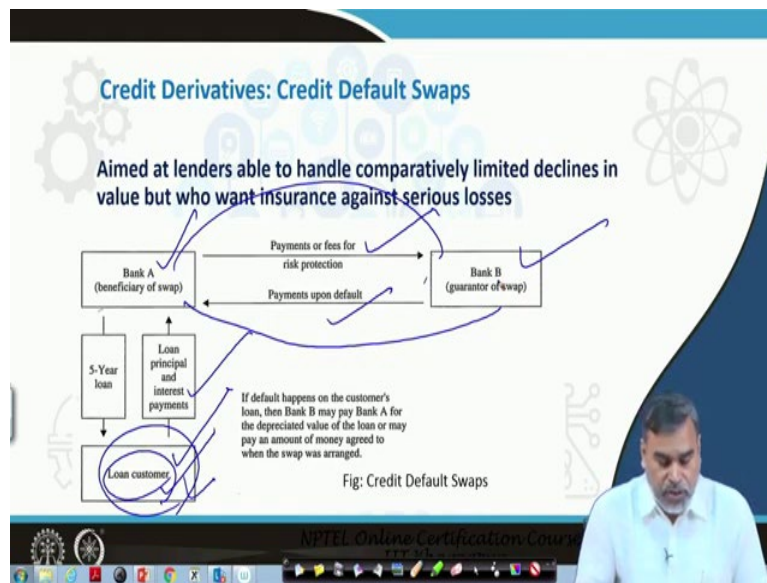 Credit Derivatives: Credit Default Swaps
Aimed at lenders able to handle comparatively limited declines in
value but who want insurance against serious losses
Bank A
(beneficiary of swap)
Payments or fees for
risk protection
Payments upon default
Bank B
(guarantor of swap)
5-Year
loan
Loan
principal
and
interest
payments
Loan customer
If default happens on the customer's
loan, then Bank B may pay Bank A for
the depreciated value of the loan or may
pay an amount of money agreed to
when the swap was arranged.
Fig: Credit Default Swaps
NPTEL Online Certification Course